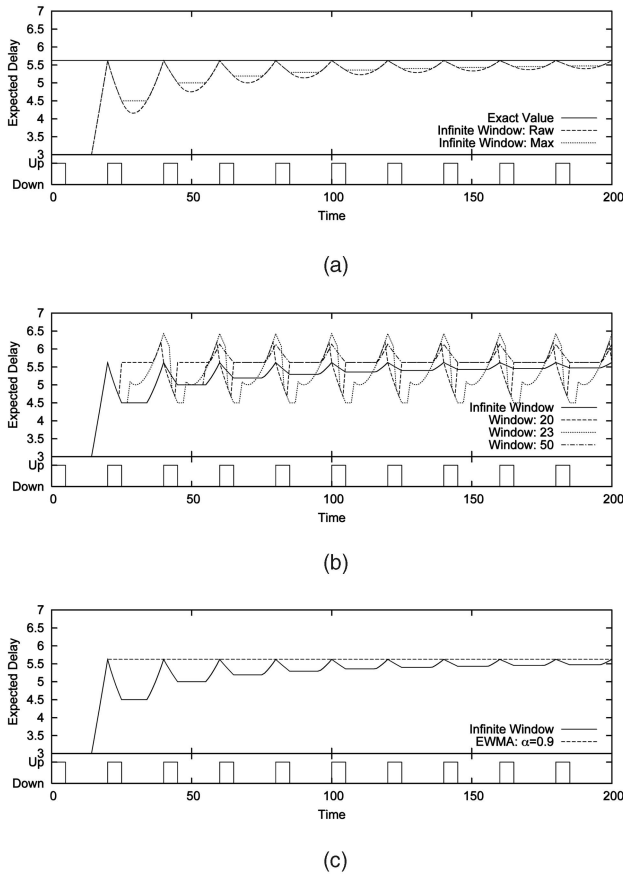 7
6.5
6
5.5
5
4.5
4
3.5
3
Expected Delay
Exact Value
Infinite Window: Raw
Infinite Window: Max
Up
Down
0 50 100 150 200
Time
(a)
7
6.5
6
5.5
5
4.5
4
3.5
3
Expected Delay
Infinite Window
Window: 20
Window: 23
Window: 50
Up
Down
0 50 100 150 200
Time
(b)
7
6.5
6
5.5
5
4.5
4
3.5
3
Expected Delay
Infinite Window
EWMA: α=0.9
Up
Down
0 50 100 150 200
Time
(c)